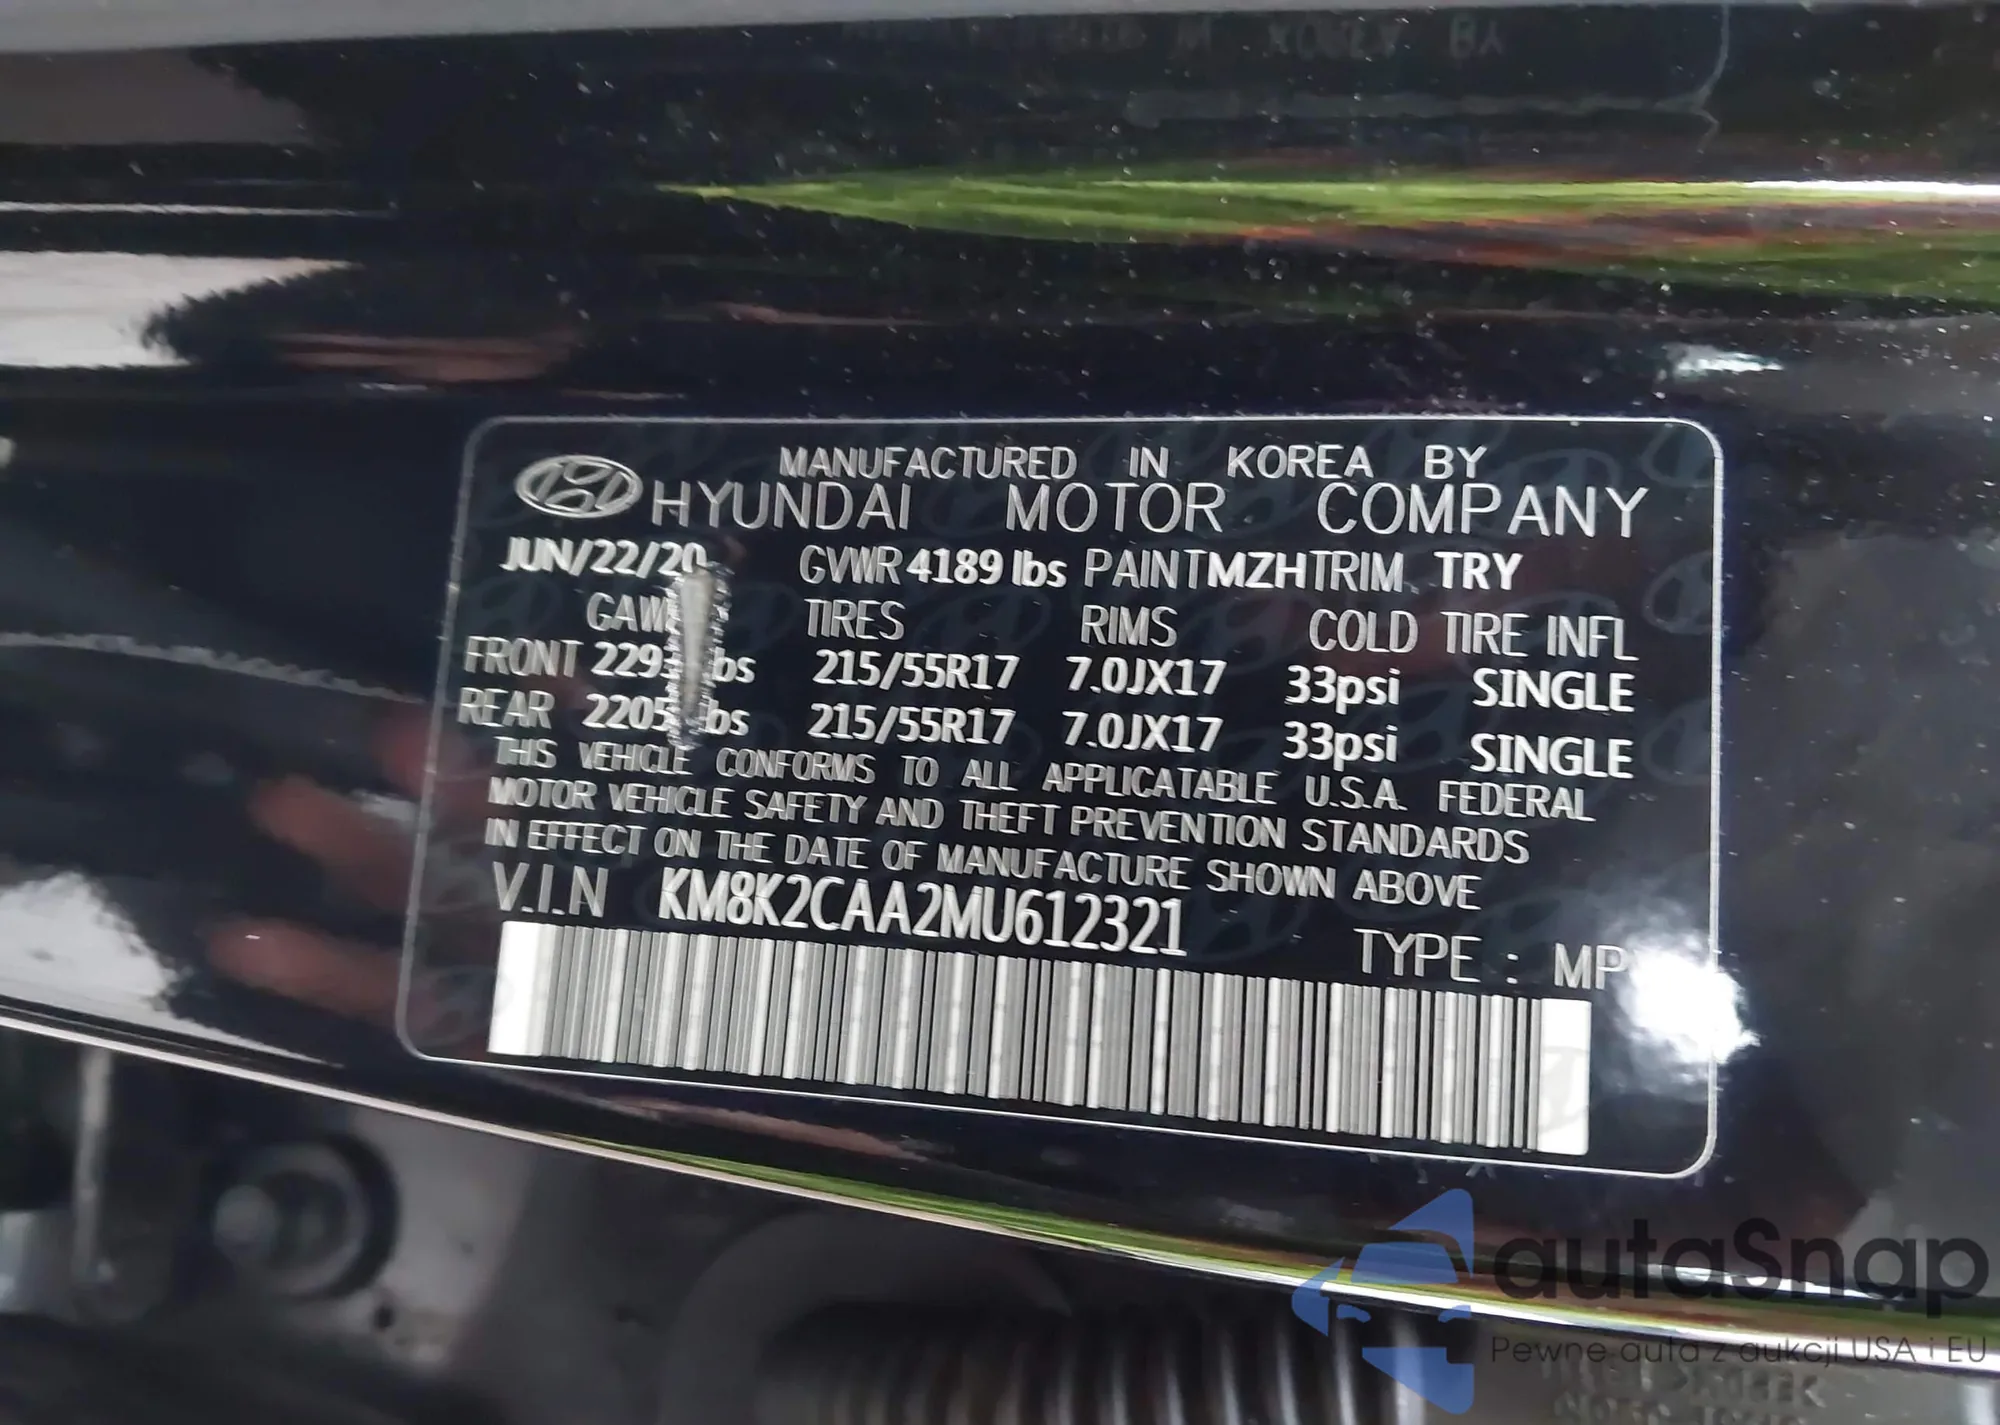 MANUFACTURED IN KOREA BY
HYUNDAI MOTOR COMPANY
JUN/22/20 GVWR 4189 lbs PAINT MZH TRIM TRY
TIRES RIMS COLD TIRE INFL
FRONT 215/55R17 7.0JX17 33psi SINGLE
REAR 215/55R17 7.0JX17 33psi SINGLE
THIS VEHICLE CONFORMS TO ALL APPLICATABLE U.S.A. FEDERAL
MOTOR VEHICLE SAFETY AND THEFT PREVENTION STANDARDS
IN EFFECT ON THE DATE OF MANUFACTURE SHOWN ABOVE
V.I.N KM8K2CAA2MU612321
TYPE :
autaSnap
Pewne auta z aukcji USA i EU